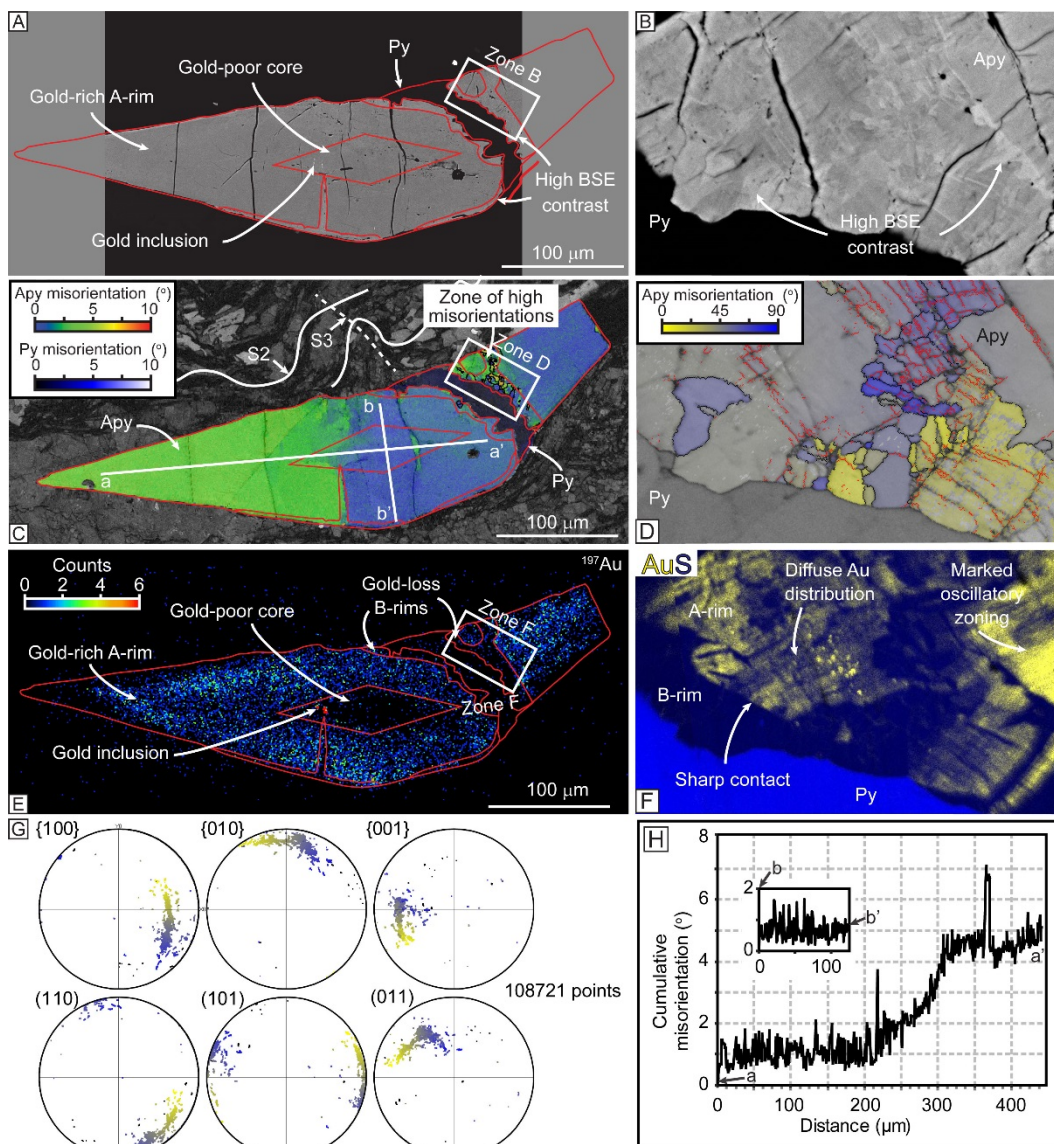 A
Gold-poor core
Gold-rich A-rim
Py
Zone B
Gold inclusion
High BSE
contrast
100 µm
B
Apy
Py
High BSE
contrast
Apy misorientation (°)
0 5 10
Py misorientation (°)
0 5 10
S2
S3
Zone of high
misorientations
Zone D
Apy
a
b
a'
b'
Py
C
100 µm
Apy misorientation (°)
0 45 90
Apy
Py
D
Counts
0 2 4 6
197Au
Gold-loss
B-rims
Gold-poor core
Zone F
Gold-rich A-rim
Zone F
Gold inclusion
E
100 µm
AuS
Diffuse Au
distribution
Marked
oscillatory
zoning
A-rim
B-rim
Sharp contact
F
Py
G
{100} {010} {001}
108721 points
(110) (101) (011)
H
Cumulative
misorientation (°)
8
6
4
2
0
b
2
0
b'
0 100
a
a'
0 100 200 300 400
Distance (µm)